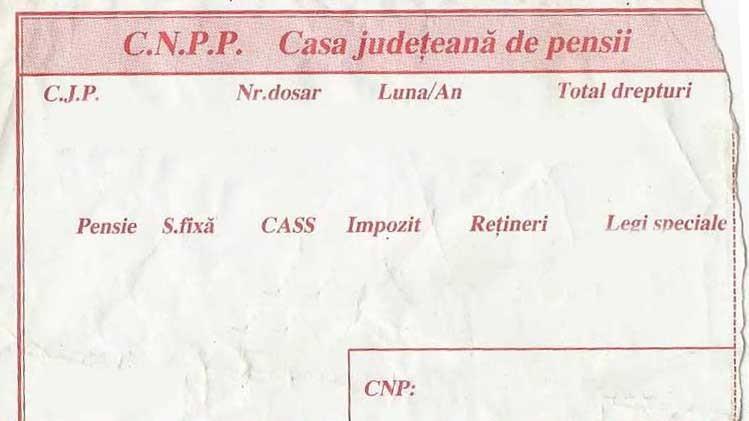 C.N.P.P. Casa județeană de pensii
C.J.P. Nr.dosar Luna/An Total drepturi
Pensie S.fixă CASS Impozit Rețineri Legi speciale
CNP: